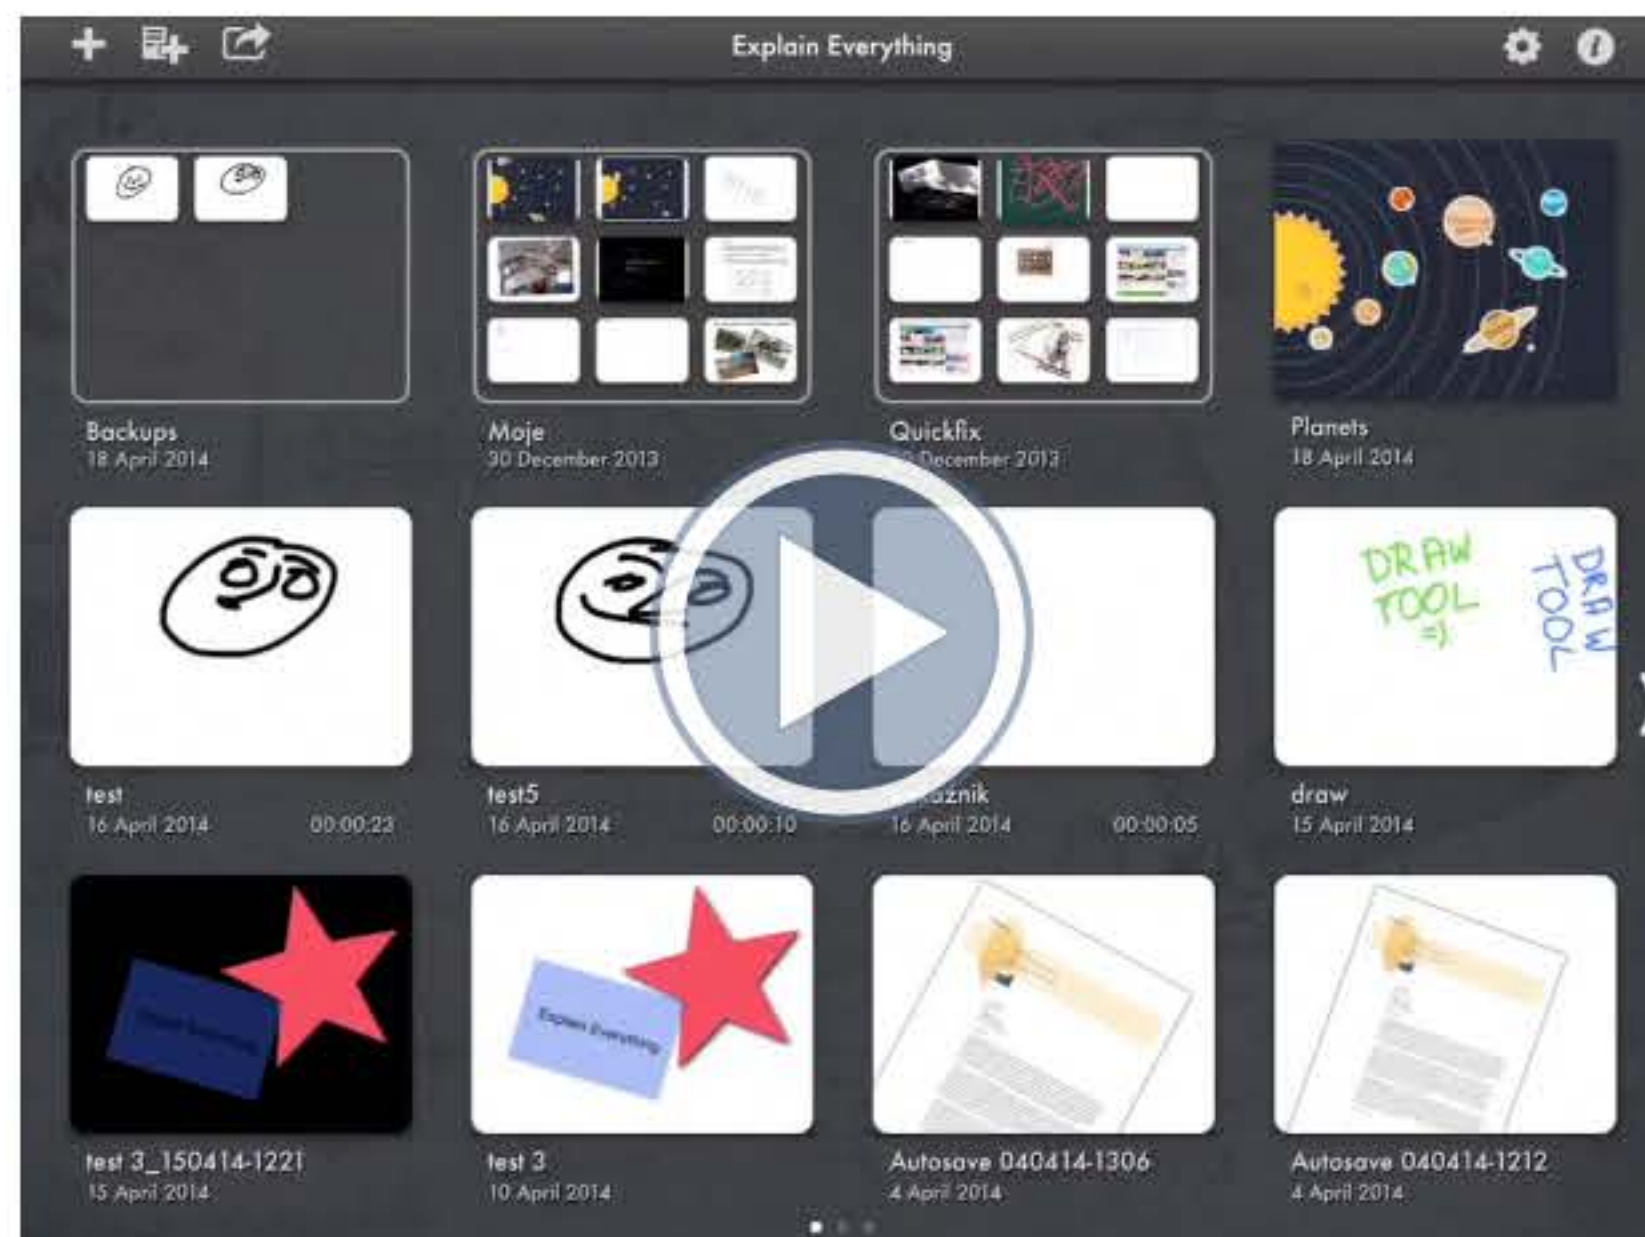 Explain Everything
Backups
18 April 2014
Moje
30 December 2013
Quickfix
December 2013
Planets
18 April 2014
DRAW
TOOL
=)
DRAW
TOOL
test
16 April 2014
00:00:23
test5
16 April 2014
00:00:10
16 April 2014
00:00:05
draw
15 April 2014
Explain Everything
test 3_150414-1221
15 April 2014
test 3
10 April 2014
Autosave 040414-1306
4 April 2014
Autosave 040414-1212
4 April 2014